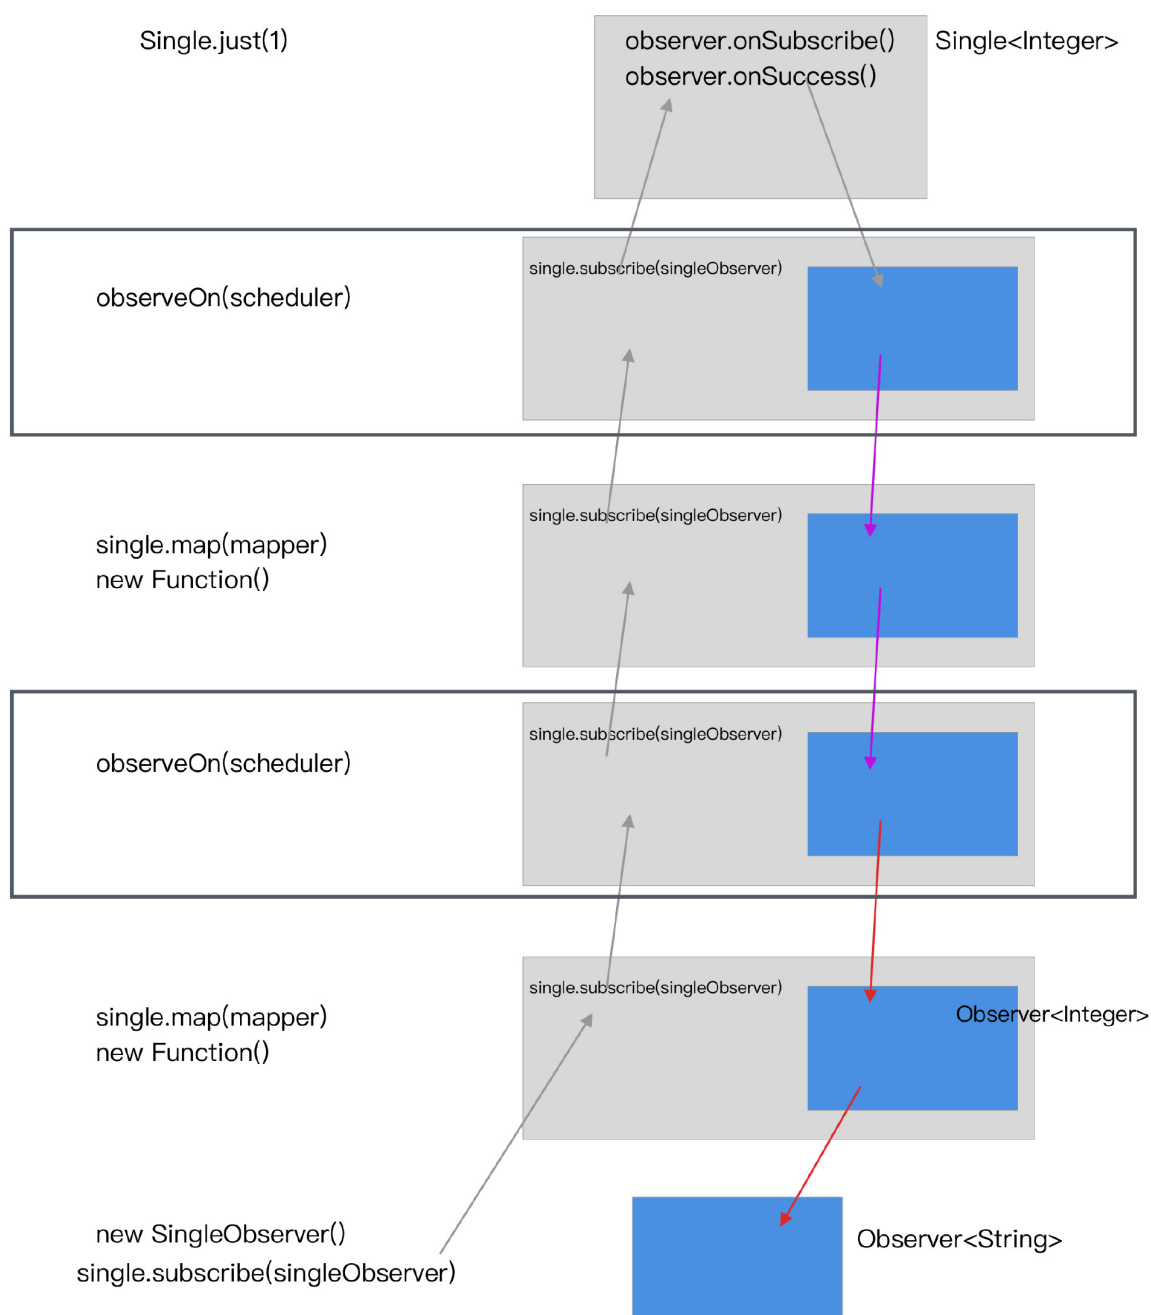 Single.just(1)
observer.onSubscribe()
Single<Integer>
observer.onSuccess()
single.subscribe(singleObserver)
observeOn(scheduler)
single.subscribe(singleObserver)
single.map(mapper)
new Function()
single.subscribe(singleObserver)
observeOn(scheduler)
single.subscribe(singleObserver)
Observer<Integer>
single.map(mapper)
new Function()
new SingleObserver()
Observer<String>
single.subscribe(singleObserver)